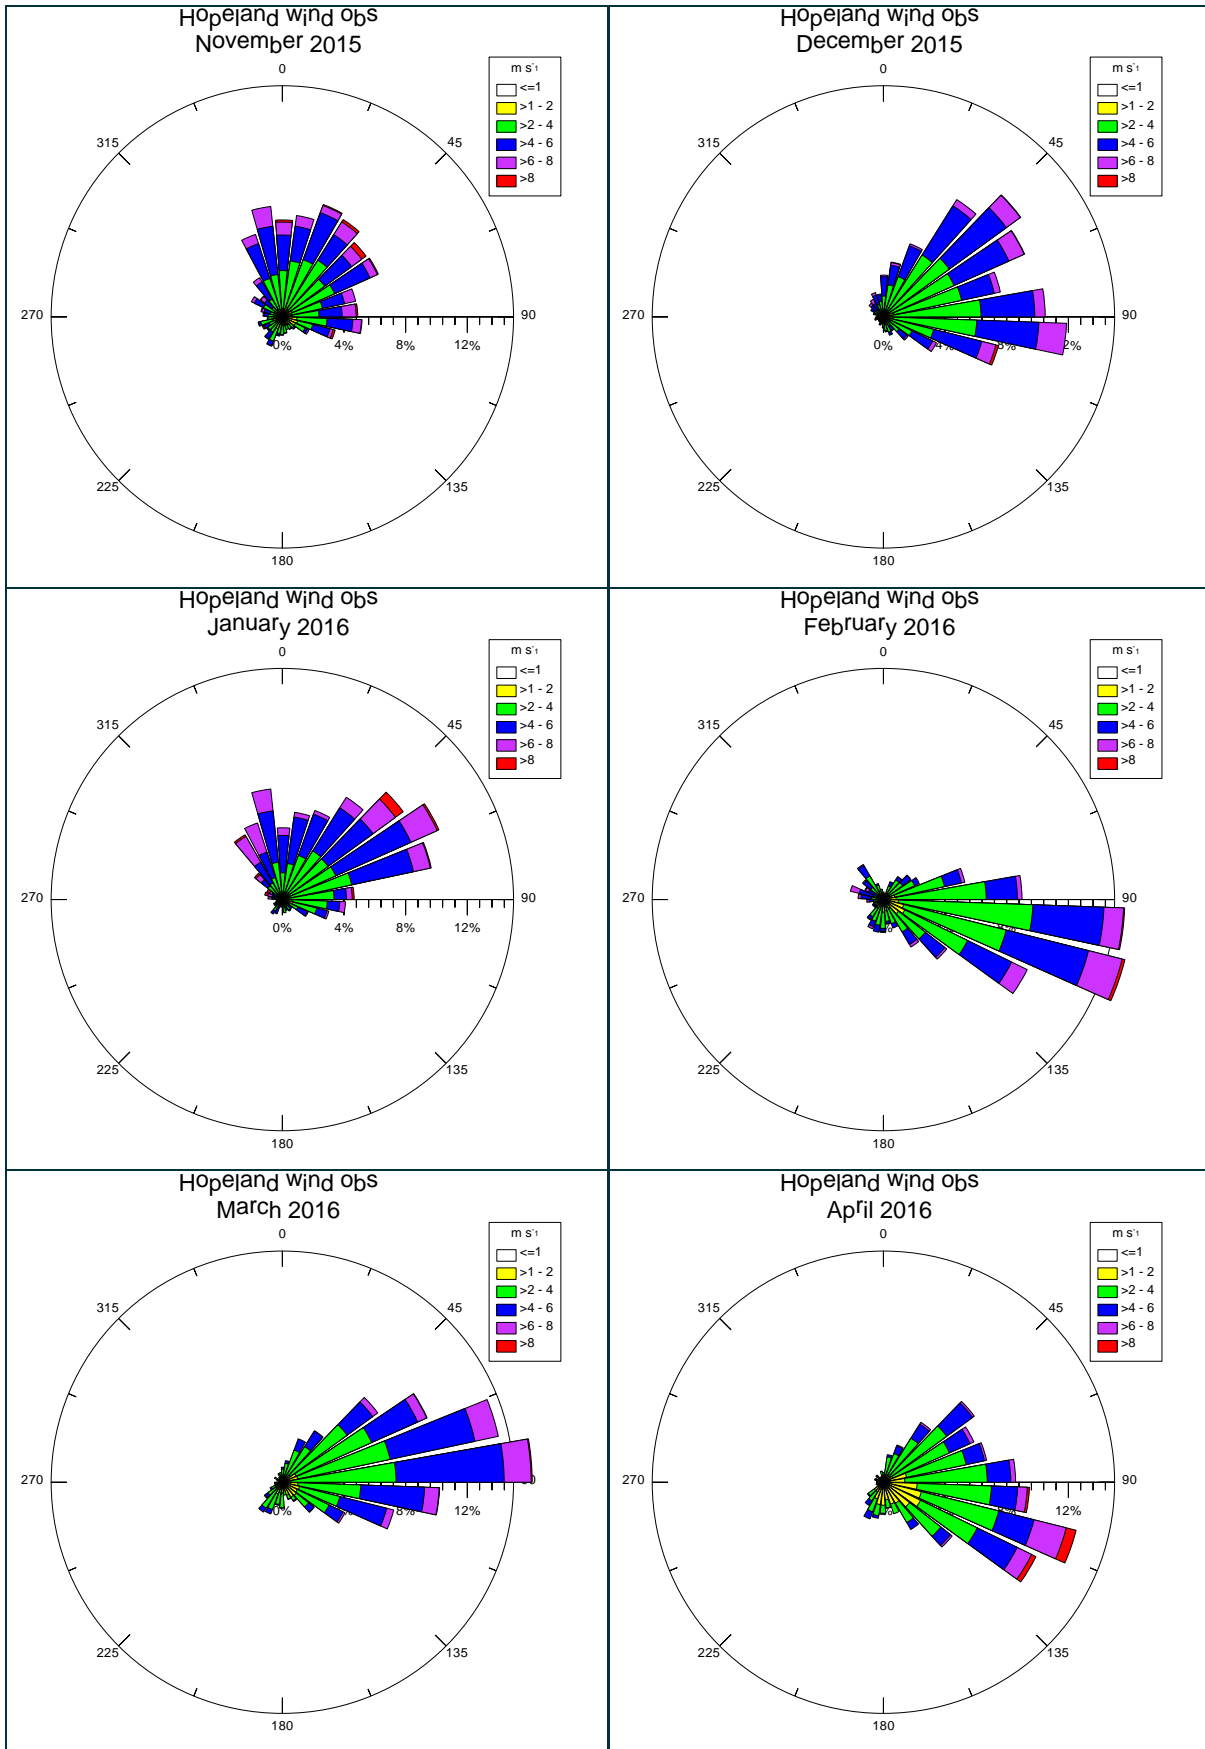 Hopeland wind obs
November 2015
0
45
90
135
180
225
270
315
0%
4%
8%
12%
m s-1
<=1
>1 - 2
>2 - 4
>4 - 6
>6 - 8
>8
Hopeland wind obs
December 2015
0
45
90
135
180
225
270
315
0%
m s-1
<=1
>1 - 2
>2 - 4
>4 - 6
>6 - 8
>8
Hopeland wind obs
January 2016
0
45
90
135
180
225
270
315
0%
4%
8%
12%
m s-1
<=1
>1 - 2
>2 - 4
>4 - 6
>6 - 8
>8
Hopeland wind obs
February 2016
0
45
90
135
180
225
270
315
m s-1
<=1
>1 - 2
>2 - 4
>4 - 6
>6 - 8
>8
Hopeland wind obs
March 2016
0
45
135
180
225
270
315
0%
8%
12%
m s-1
<=1
>1 - 2
>2 - 4
>4 - 6
>6 - 8
>8
Hopeland wind obs
April 2016
0
45
90
135
180
225
270
315
12%
m s-1
<=1
>1 - 2
>2 - 4
>4 - 6
>6 - 8
>8